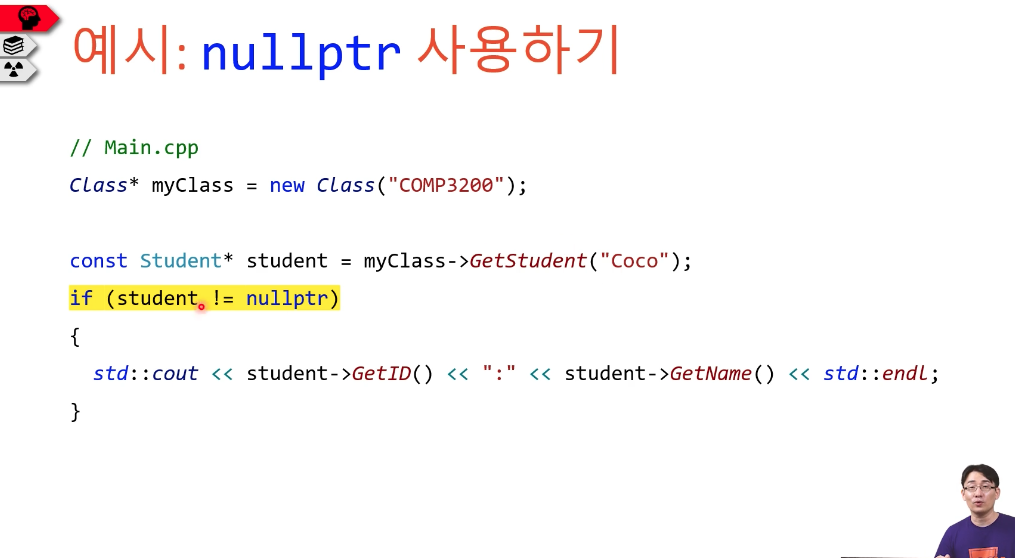 예시: nullptr 사용하기
// Main.cpp
Class* myClass = new Class("COMP3200");
const Student* student = myClass->GetStudent("Coco");
if (student != nullptr)
{
std::cout << student->GetID() << ":" << student->GetName() << std::endl;
}